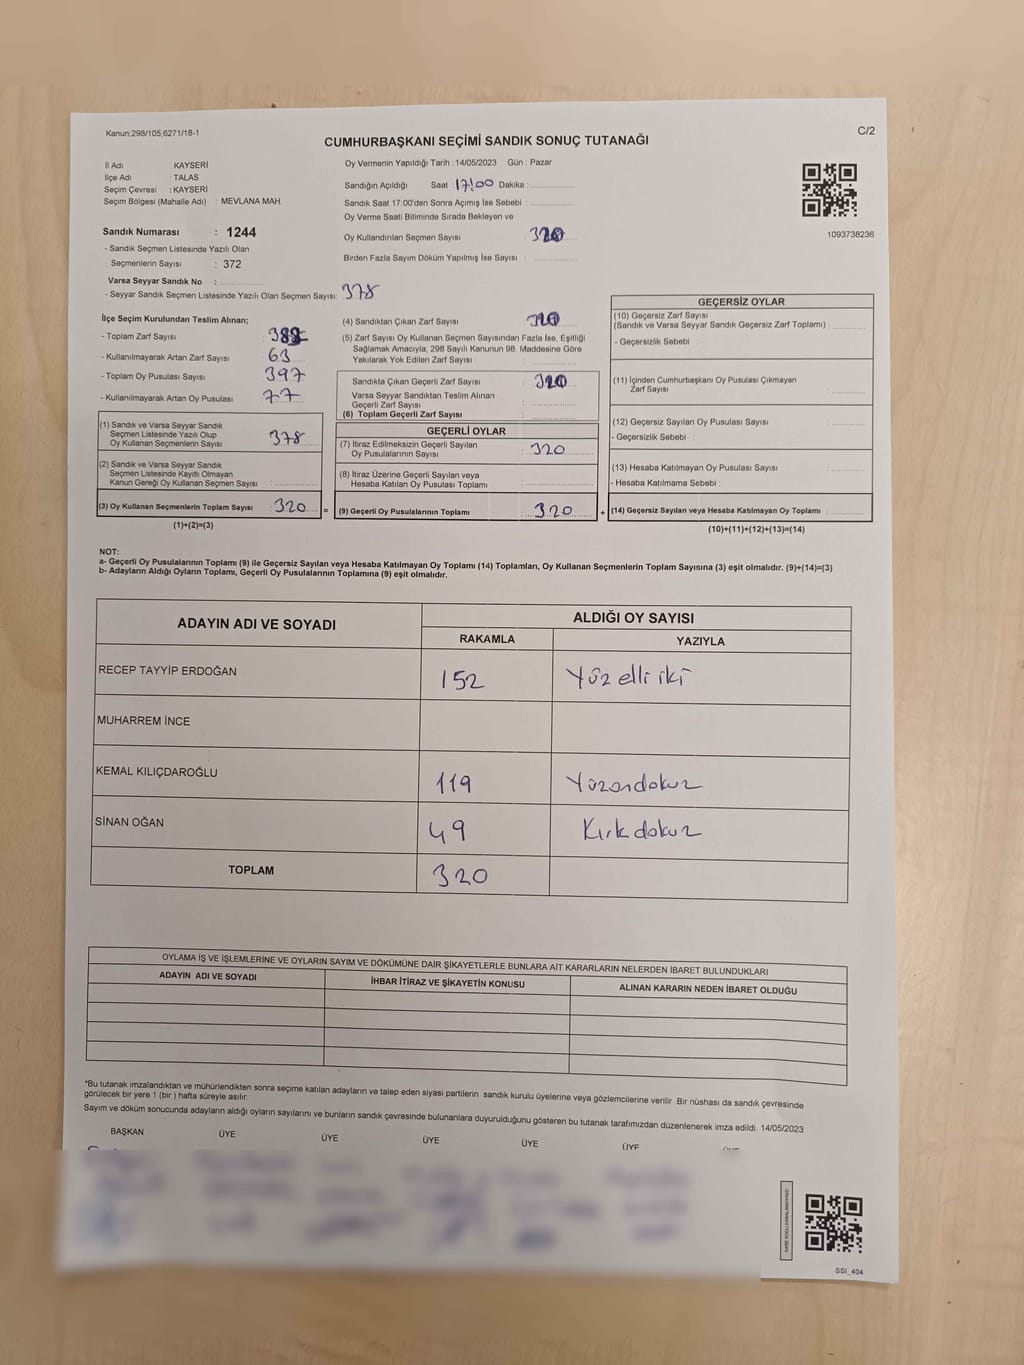 Kanun:298/105,6271/18-1
C/2
CUMHURBAŞKANI SEÇİMİ SANDIK SONUÇ TUTANAĞI
İl Adı KAYSERİ
İlçe Adı : TALAS
Seçim Çevresi : KAYSERİ
Seçim Bölgesi (Mahalle Adı) : MEVLANA MAH.
Oy Vermenin Yapıldığı Tarih : 14/05/2023 Gün : Pazar
Sandığın Açıldığı Saat : 17:00 Dakika :
Sandık Saat 17:00'den Sonra Açımış İse Sebebi :
Oy Verme Saati Bitiminde Sırada Bekleyen ve
Oy Kullandırılan Seçmen Sayısı : 320
Birden Fazla Sayım Döküm Yapılmış İse Sayısı :
1093738236
Sandık Numarası : 1244
- Sandık Seçmen Listesinde Yazılı Olan
Seçmenlerin Sayısı : 372
Varsa Seyyar Sandık No :
- Seyyar Sandık Seçmen Listesinde Yazılı Olan Seçmen Sayısı: 378
İlçe Seçim Kurulundan Teslim Alınan;
- Toplam Zarf Sayısı
- Kullanılmayarak Artan Zarf Sayısı : 63
- Toplam Oy Pusulası Sayısı : 397
- Kullanılmayarak Artan Oy Pusulası : 77
(1) Sandık ve Varsa Seyyar Sandık
Seçmen Listesinde Yazılı Olup
Oy Kullanan Seçmenlerin Sayısı : 378
(2) Sandık ve Varsa Seyyar Sandık
Seçmen Listesinde Kayıtlı Olmayan
Kanun Gereği Oy Kullanan Seçmen Sayısı :
(3) Oy Kullanan Seçmenlerin Toplam Sayısı : 320
(1)+(2)=(3)
(4) Sandıktan Çıkan Zarf Sayısı : 320
(5) Zarf Sayısı Oy Kullanan Seçmen Sayısından Fazla İse, Eşitliği
Sağlamak Amacıyla; 298 Sayılı Kanunun 98. Maddesine Göre
Yakılarak Yok Edilen Zarf Sayısı :
Sandıkta Çıkan Geçerli Zarf Sayısı : 320
Varsa Seyyar Sandıktan Teslim Alınan
Geçerli Zarf Sayısı :
(6) Toplam Geçerli Zarf Sayısı :
GEÇERLİ OYLAR
(7) İtiraz Edilmeksizin Geçerli Sayılan
Oy Pusulalarının Sayısı : 320
(8) İtiraz Üzerine Geçerli Sayılan veya
Hesaba Katılan Oy Pusulası Toplamı :
= (9) Geçerli Oy Pusulalarının Toplamı : 320 +
GEÇERSİZ OYLAR
(10) Geçersiz Zarf Sayısı
(Sandık ve Varsa Seyyar Sandık Geçersiz Zarf Toplamı) :
- Geçersizlik Sebebi :
(11) İçinden Cumhurbaşkanı Oy Pusulası Çıkmayan
Zarf Sayısı :
(12) Geçersiz Sayılan Oy Pusulası Sayısı :
- Geçersizlik Sebebi :
(13) Hesaba Katılmayan Oy Pusulası Sayısı :
- Hesaba Katılmama Sebebi :
(14) Geçersiz Sayılan veya Hesaba Katılmayan Oy Toplamı :
(10)+(11)+(12)+(13)=(14)
NOT:
a- Geçerli Oy Pusulalarının Toplamı (9) ile Geçersiz Sayılan veya Hesaba Katılmayan Oy Toplamı (14) Toplamları, Oy Kullanan Seçmenlerin Toplam Sayısına (3) eşit olmalıdır. (9)+(14)=(3)
b- Adayların Aldığı Oyların Toplamı, Geçerli Oy Pusulalarının Toplamına (9) eşit olmalıdır.
ADAYIN ADI VE SOYADI ALDIĞI OY SAYISI
RAKAMLA YAZIYLA
RECEP TAYYİP ERDOĞAN 152 Yüz elli iki
MUHARREM İNCE
KEMAL KILIÇDAROĞLU 119 Yüzondokuz
SİNAN OĞAN 49 Kırk dokuz
TOPLAM 320
OYLAMA İŞ VE İŞLEMLERİNE VE OYLARIN SAYIM VE DÖKÜMÜNE DAİR ŞİKAYETLERLE BUNLARA AİT KARARLARIN NELERDEN İBARET BULUNDUKLARI
ADAYIN ADI VE SOYADI İHBAR İTİRAZ VE ŞİKAYETİN KONUSU ALINAN KARARIN NEDEN İBARET OLDUĞU
*Bu tutanak imzalandıktan ve mühürlendikten sonra seçime katılan adayların ve talep eden siyasi partilerin sandık kurulu üyelerine veya gözlemcilerine verilir .Bir nüshası da sandık çevresinde
görülecek bir yere 1 (bir ) hafta süreyle asılır.
Sayım ve döküm sonucunda adayların aldığı oyların sayılarını ve bunların sandık çevresinde bulunanlara duyurulduğunu gösteren bu tutanak tarafımızdan düzenlenerek imza edildi. 14/05/2023
BAŞKAN ÜYE ÜYE ÜYE ÜYE ÜYE
KARE KODU KARALAMAYINIZ!
SSI_404